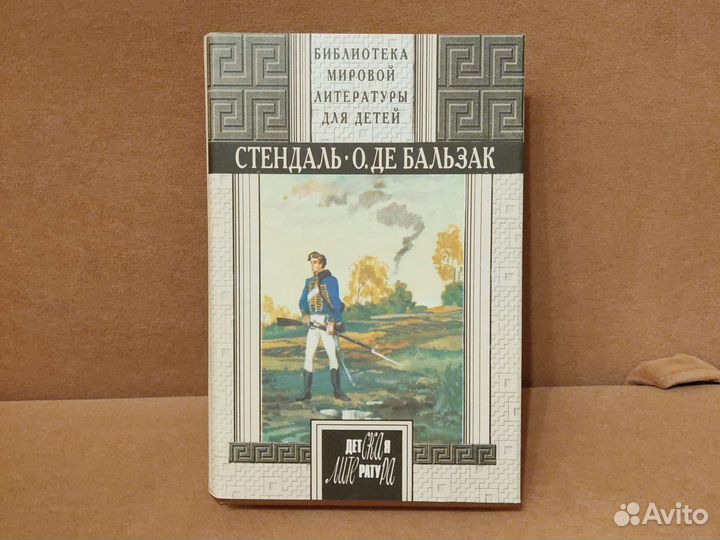 БИБЛИОТЕКА
МИРОВОЙ
ЛИТЕРАТУРЫ
ДЛЯ ДЕТЕЙ
СТЕНДАЛЬ·О. ДЕ БАЛЬЗАК
ДЕТСКАЯ
ЛИТЕРАТУРА
Avito